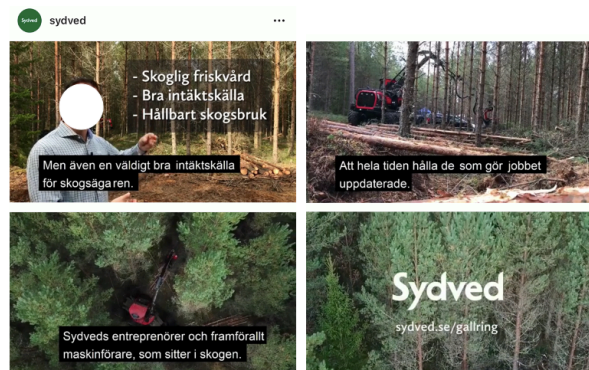 Sydved
sydved
- Skoglig friskvård
- Bra intäktskälla
- Hållbart skogsbruk
Men även en väldigt bra intäktskälla
för skogsägaren.
Att hela tiden hålla de som gör jobbet
uppdaterade.
Sydveds entreprenörer och framförallt
maskinförare, som sitter i skogen.
Sydved
sydved.se/gallring